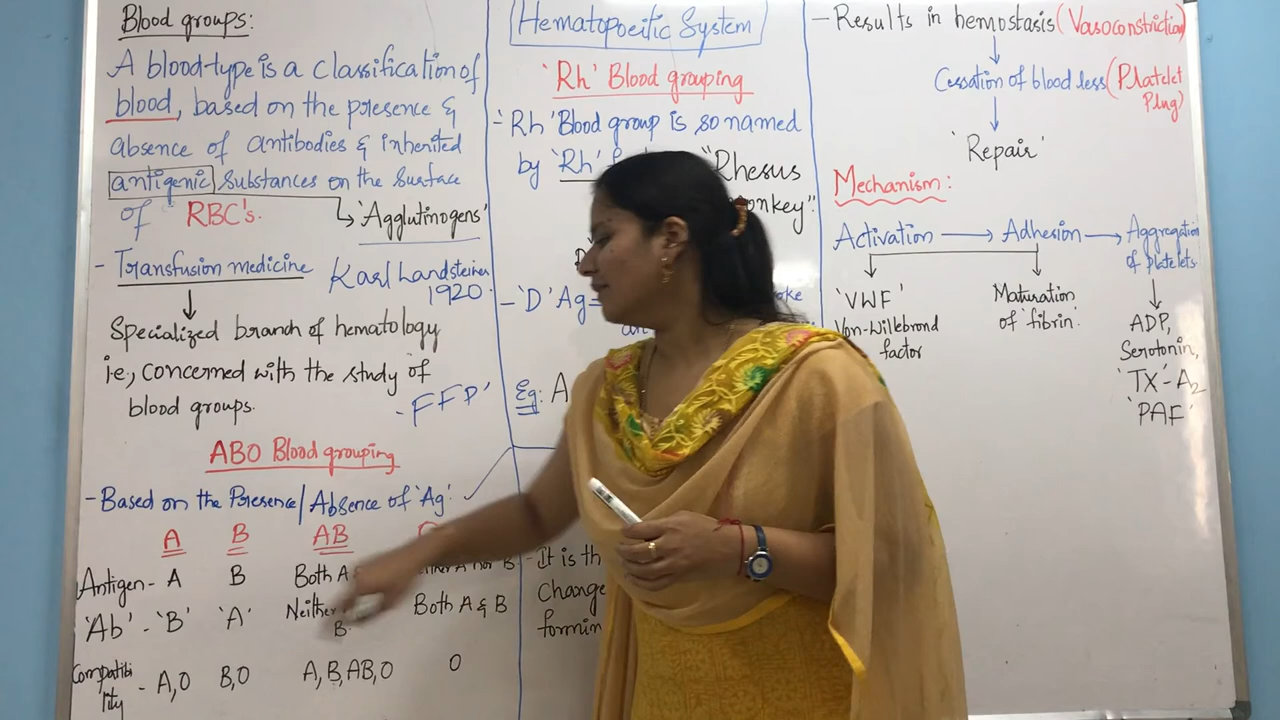 Blood groups:
A blood-type is a classification of
blood, based on the presence &
absence of antibodies & inherited
antigenic substances on the surface
of RBC's.
'Agglutinogens'
- Transfusion medicine
Karl Landsteiner
1920.
Specialized branch of hematology
ie., concerned with the study of
blood groups.
- FFP'
ABO Blood grouping
- Based on the Presence/Absence of 'Ag'.
A B AB
Antigen - A B Both A
'Ab' - 'B' 'A' Neither Both A & B
B.
Compatibi
lity - A,O B,O A,B,AB,O O
Hematopoeitic System
'Rh' Blood grouping
- 'Rh' Blood group is so named
by 'Rh' "Rhesus
- 'D' Ag
an
Eg: A
- It is th
Change
formin
- Results in hemostasis (Vasoconstriction)
Cessation of blood less (Platelet
Plug)
'Repair'
Mechanism:
Activation Adhesion Aggregation
of platelets
'VWF'
Von-Willebrond
factor
Maturation
of 'fibrin'.
ADP,
Serotonin,
'TX'-A2
'PAF'